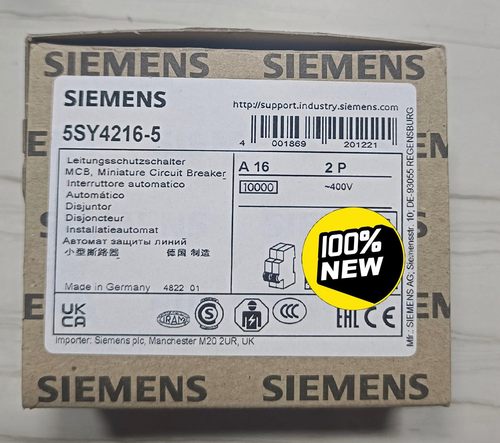 SIEMENS SIEMENS
SIEMENS
http://support.industry.siemens.com
5SY4216-5
4 001869 201221
Leitungsschutzschalter
MCB, Miniature Circuit Breaker
Interruttore automatico
Automático
Disjuntor
Disjoncteur
Installatieautomat
Автомат защиты линий
小型断路器 德国 制造
Made in Germany 4822 01
A 16 2 P
10000 ~400V
100%
NEW
UK
CA
IRAM
S
CCC
EAC CE
Importer: Siemens plc, Manchester M20 2UR, UK
Mfr.: SIEMENS AG, Siemensstr. 10, DE-93055 REGENSBURG
SIEMENS SIEMENS